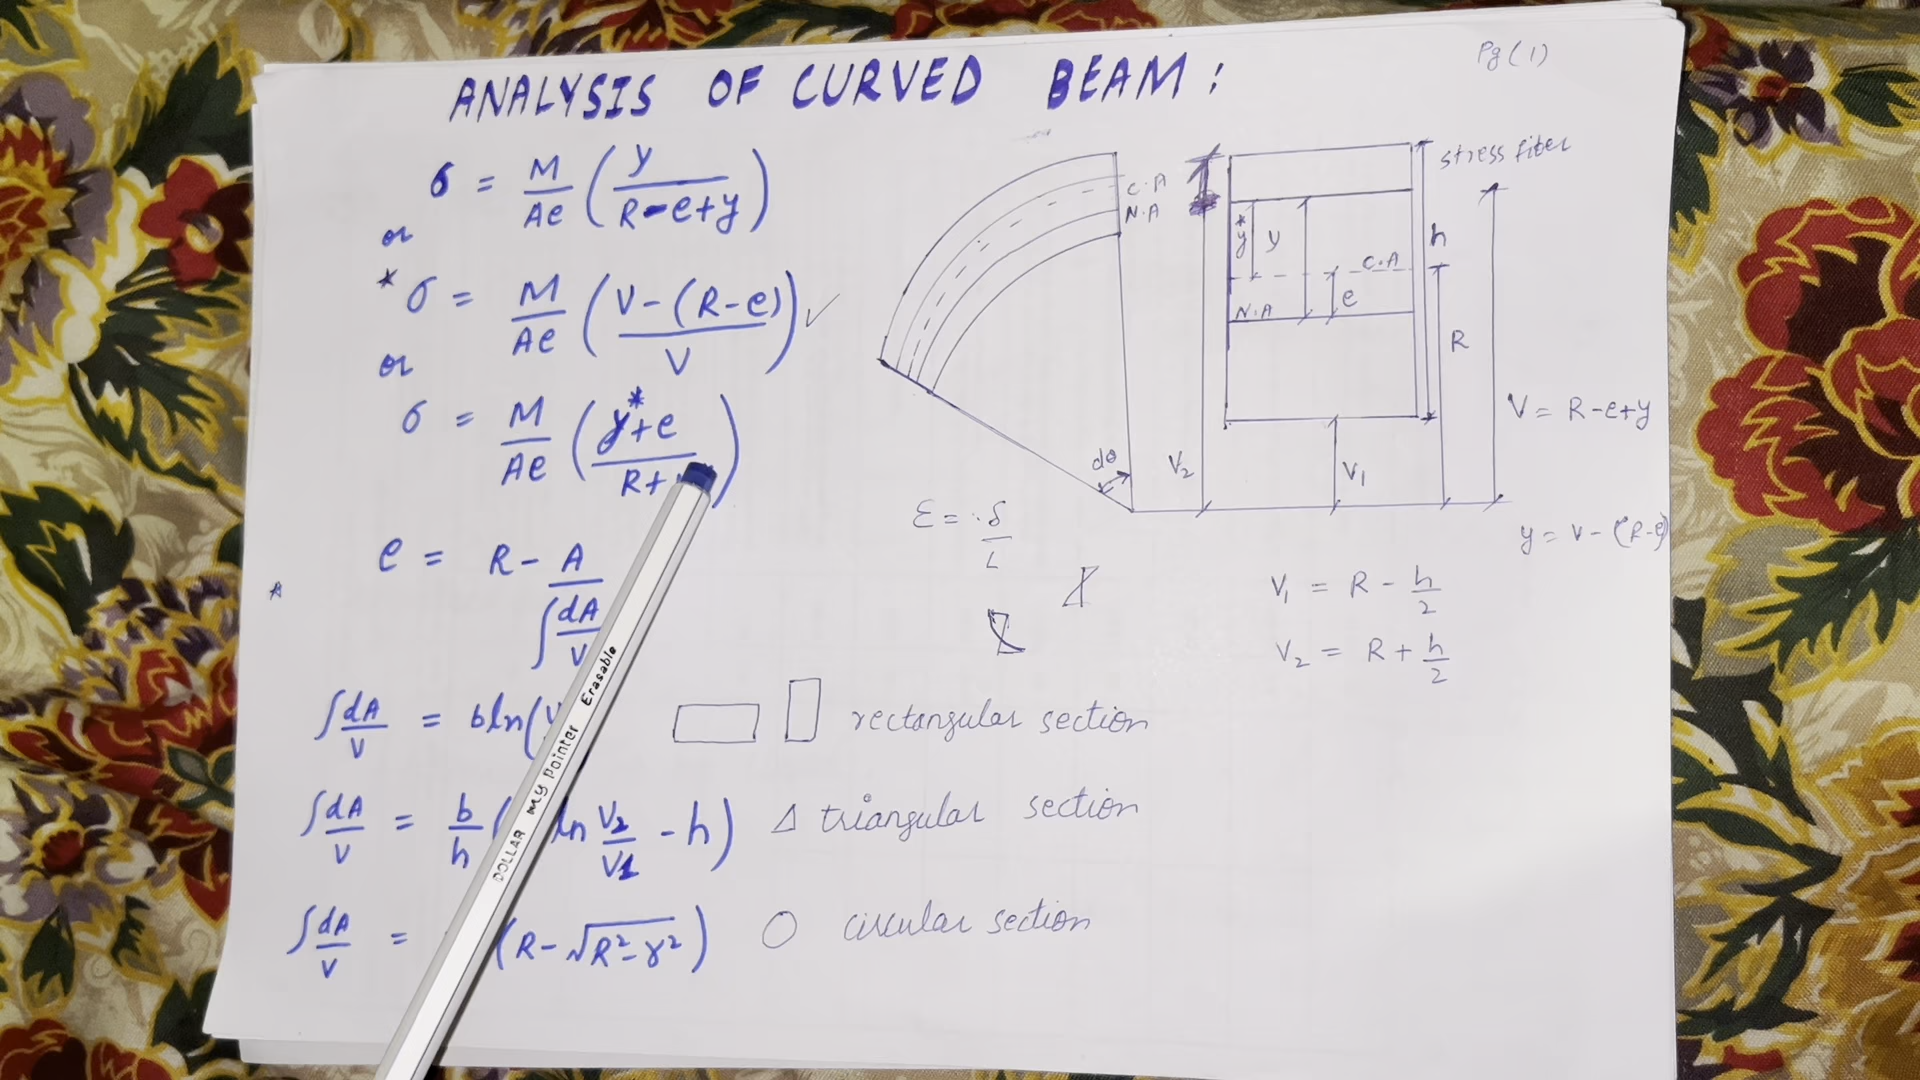 Pg(1)
ANALYSIS OF CURVED BEAM:
σ = M/Ae (y/(R-e+y))
or
* σ = M/Ae ((V-(R-e))/V) ✓
or
σ = M/Ae ((y*+e)/(R+
e = R - A/(∫dA/V)
∫dA/V = bln(V
rectangular section
∫dA/V = b/h ( ln V2/V1 - h) Δ triangular section
∫dA/V = (R-√R²-r²) ○ circular section
C.A
N.A
dθ
ε = δ/L
stress fiber
y*
y
C.A
e
N.A
h
R
V2
V1
V = R-e+y
y = V-(R-e)
V1 = R - h/2
V2 = R + h/2
DOLLAR my pointer Erasable